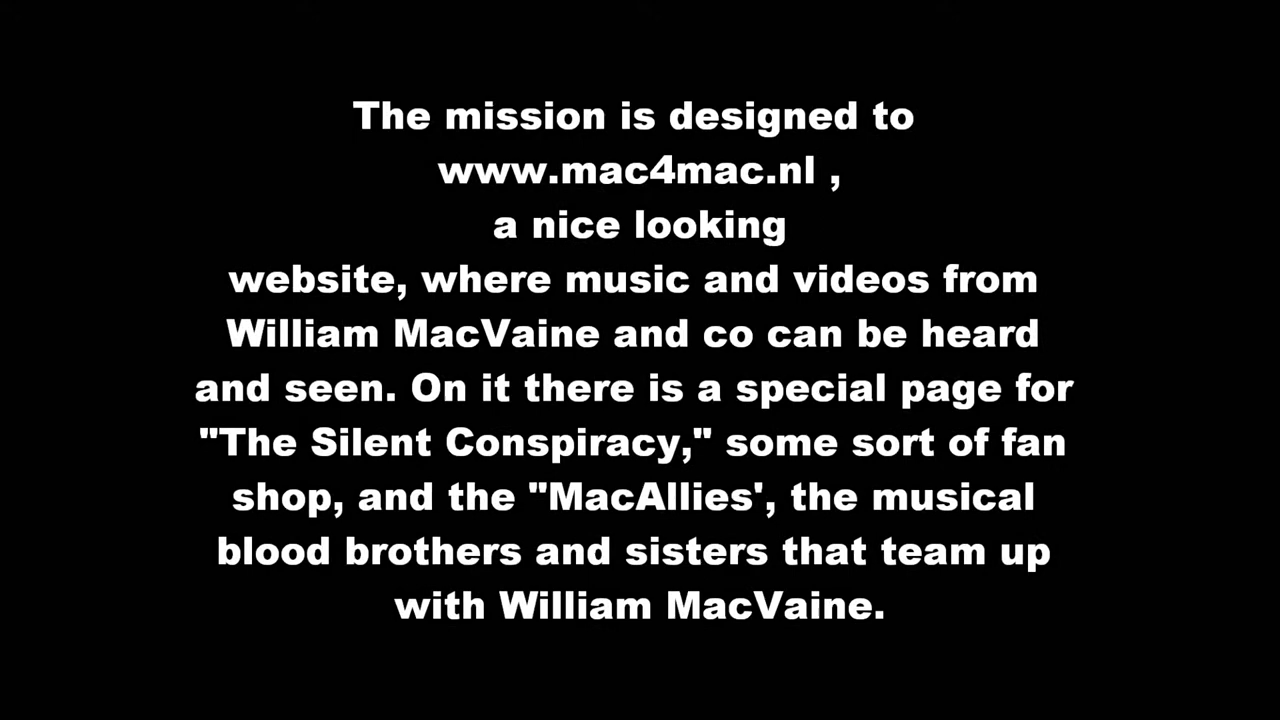 The mission is designed to
www.mac4mac.nl ,
a nice looking
website, where music and videos from
William MacVaine and co can be heard
and seen. On it there is a special page for
"The Silent Conspiracy," some sort of fan
shop, and the "MacAllies', the musical
blood brothers and sisters that team up
with William MacVaine.